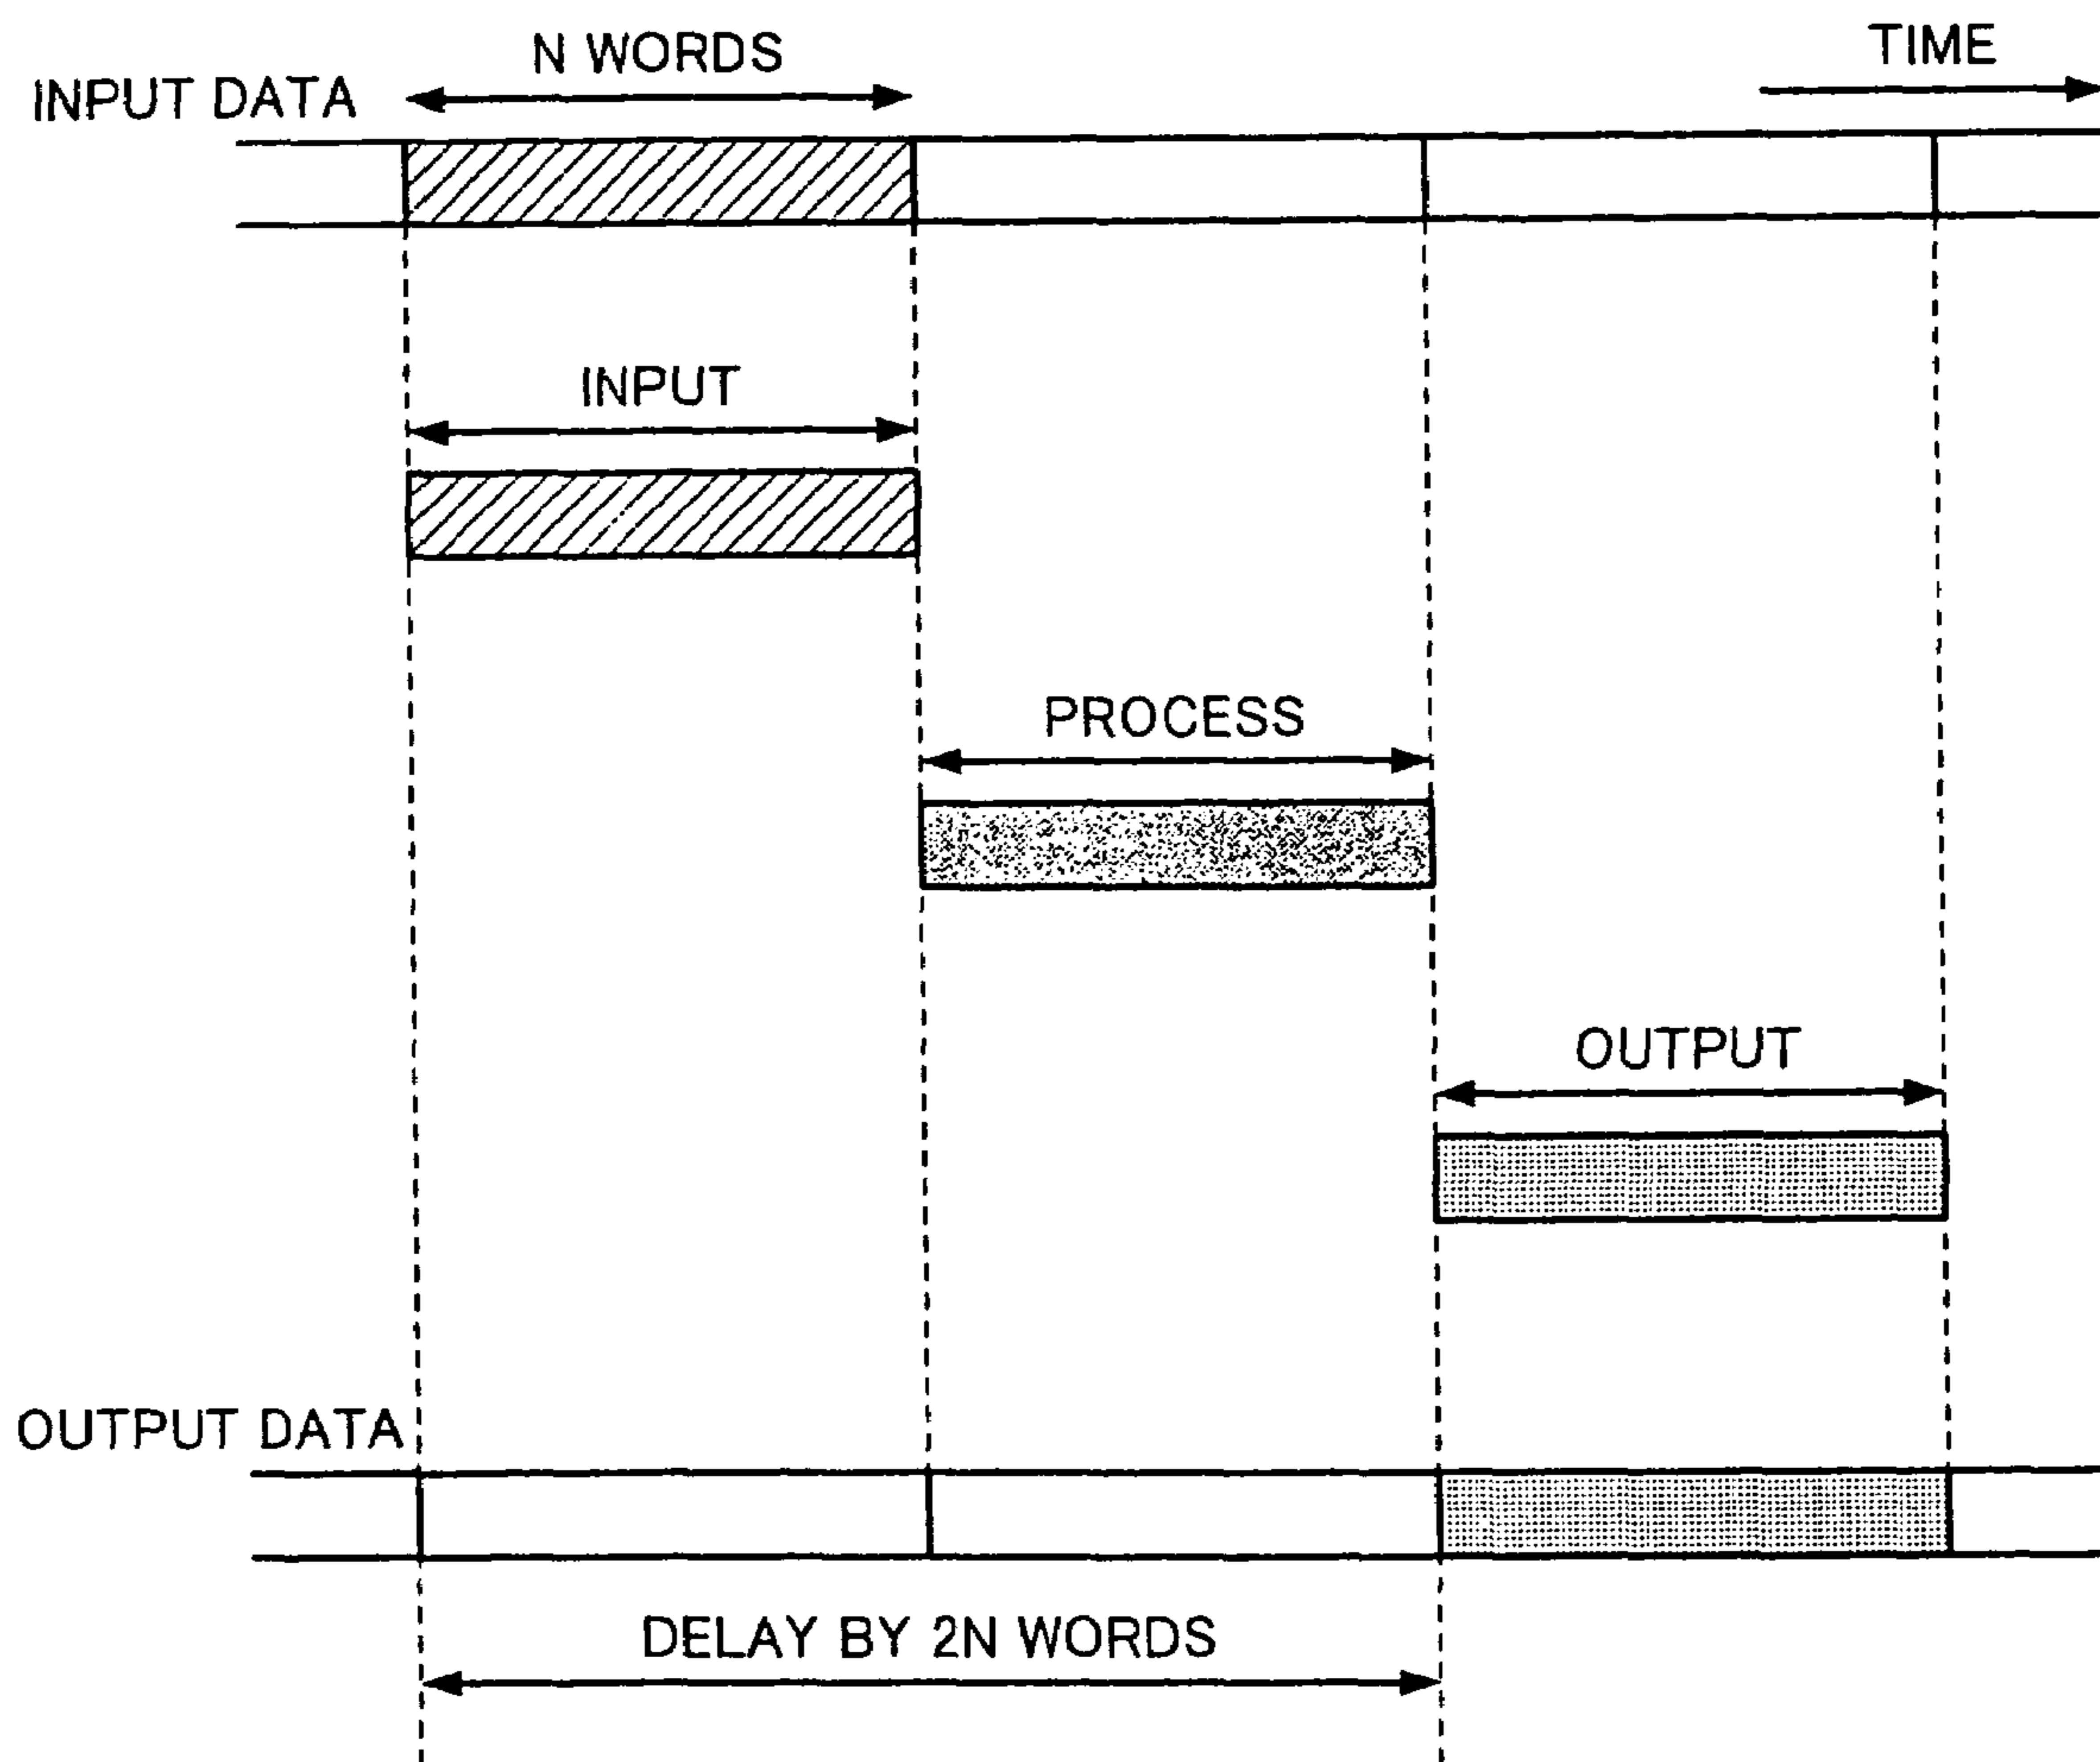 N WORDS
TIME
INPUT DATA
INPUT
PROCESS
OUTPUT
OUTPUT DATA
DELAY BY 2N WORDS